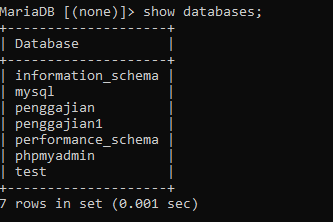 MariaDB [(none)]> show databases;
+--------------------+
| Database           |
+--------------------+
| information_schema |
| mysql              |
| penggajian         |
| penggajian1        |
| performance_schema |
| phpmyadmin         |
| test               |
+--------------------+
7 rows in set (0.001 sec)